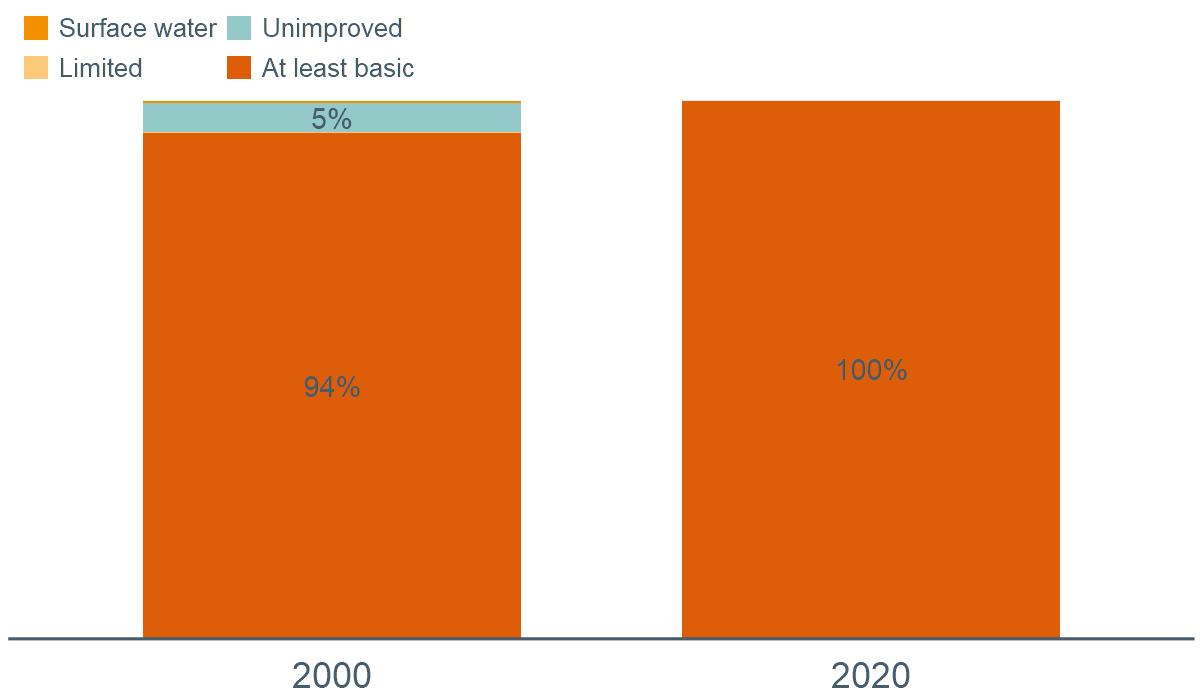 Surface water Unimproved
Limited At least basic
5%
94%
100%
2000 2020